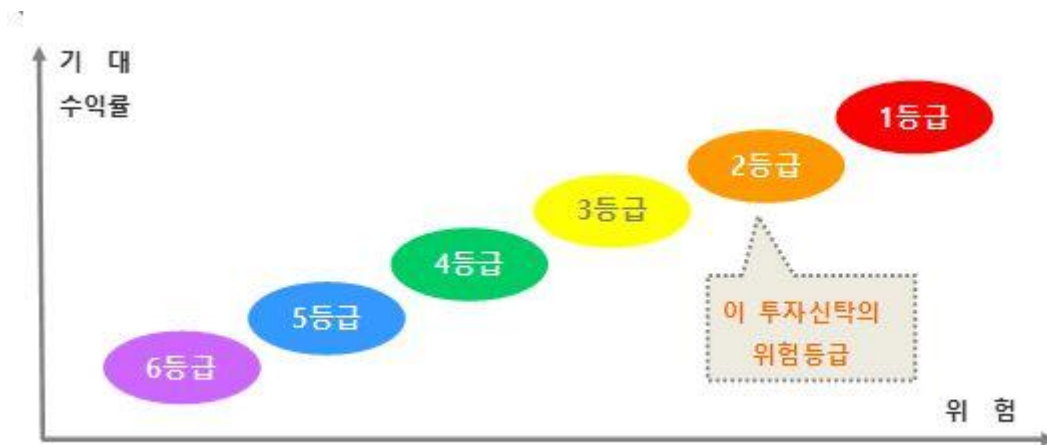 기 대
수익률
1등급
2등급
3등급
4등급
5등급
6등급
이 투자신탁의
위험등급
위 험